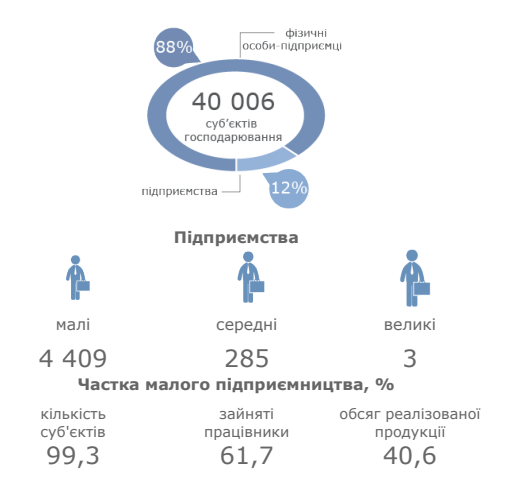 88%
фізичні
особи-підприємці
40 006
суб’єктів
господарювання
підприємства
12%
Підприємства
малі
середні
великі
4 409
285
3
Частка малого підприємництва, %
кількість
суб'єктів
зайняті
працівники
обсяг реалізованої
продукції
99,3
61,7
40,6